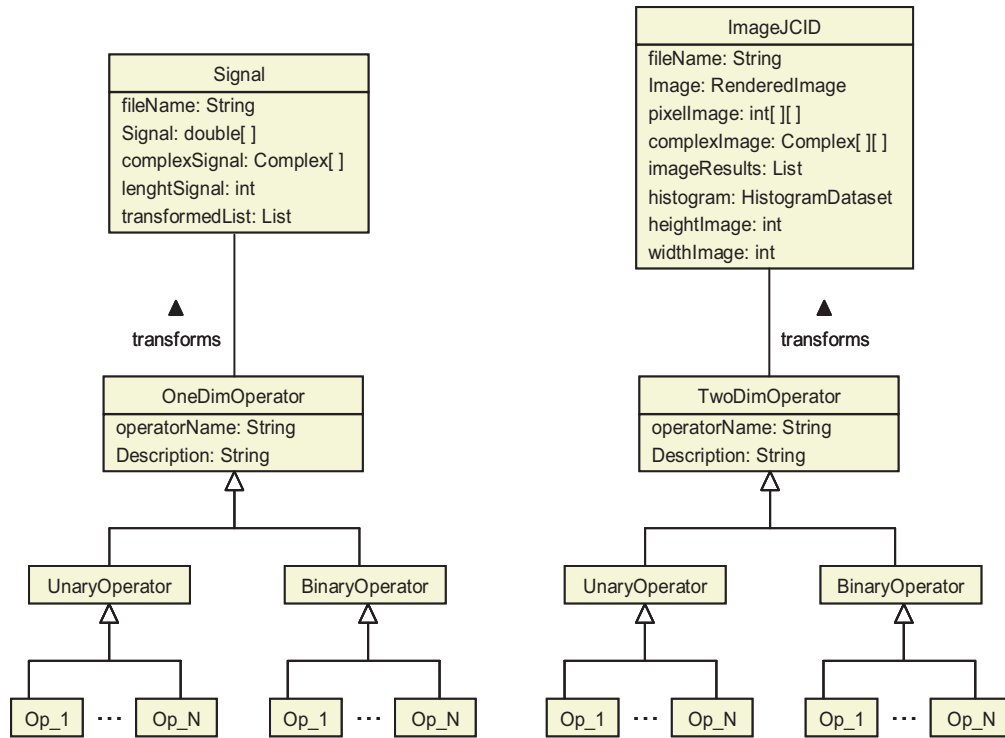 Signal
fileName: String
Signal: double[ ]
complexSignal: Complex[ ]
lenghtSignal: int
transformedList: List
transforms
OneDimOperator
operatorName: String
Description: String
UnaryOperator
BinaryOperator
Op_1 ... Op_N
Op_1 ... Op_N
ImageJCID
fileName: String
Image: RenderedImage
pixelImage: int[ ][ ]
complexImage: Complex[ ][ ]
imageResults: List
histogram: HistogramDataset
heightImage: int
widthImage: int
transforms
TwoDimOperator
operatorName: String
Description: String
UnaryOperator
BinaryOperator
Op_1 ... Op_N
Op_1 ... Op_N